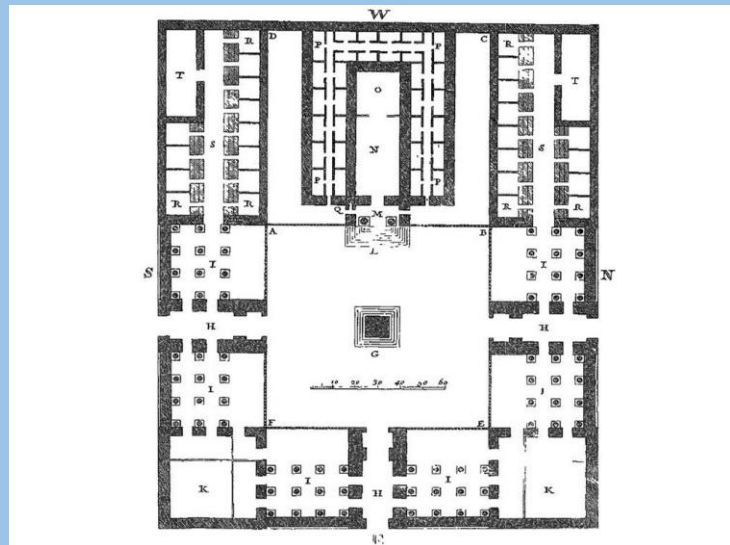 W
R D P P C R
T O T
S N S
R R P P R R
Q M
A L B
I I
S N
H H
G
10 20 30 40 50 60
I J
F E
K I H I K
E